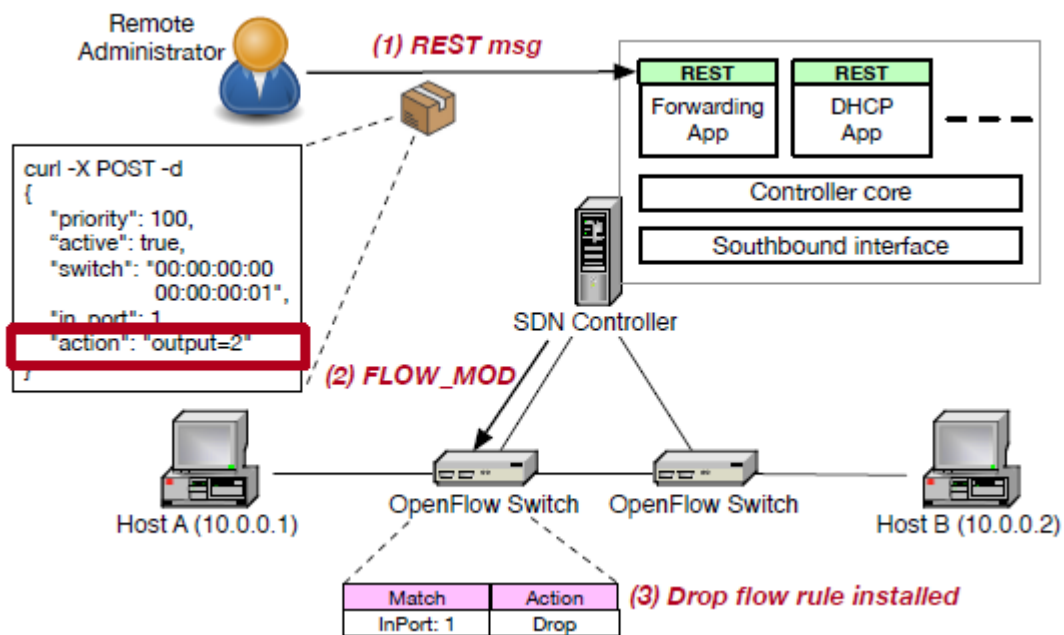 Remote
Administrator
(1) REST msg
REST
Forwarding
App
REST
DHCP
App
Controller core
Southbound interface
SDN Controller
curl -X POST -d
{
"priority": 100,
“active": true,
"switch": "00:00:00:00
00:00:00:01",
"in_port": 1
"action": "output=2"
}
(2) FLOW_MOD
OpenFlow Switch
OpenFlow Switch
Host A (10.0.0.1)
Host B (10.0.0.2)
Match
Action
InPort: 1
Drop
(3) Drop flow rule installed